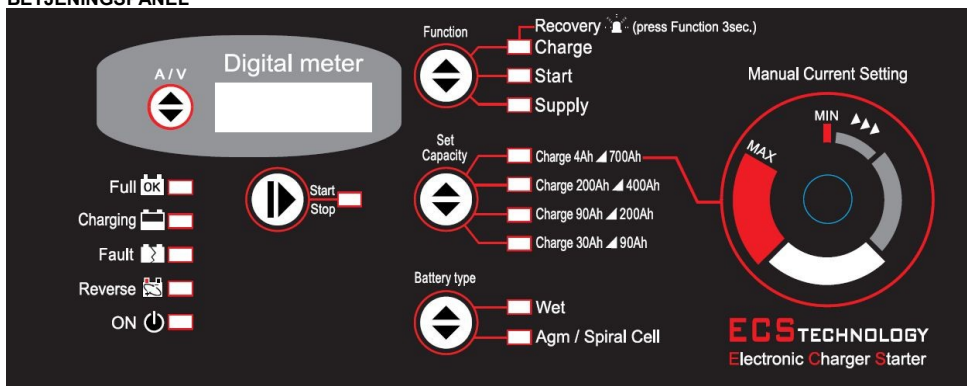 BETJENINGSPANEL
A / V
Digital meter
Full OK
Charging
Fault
Reverse
ON
Start
Stop
Function
Recovery (press Function 3sec.)
Charge
Start
Supply
Set
Capacity
Charge 4Ah 700Ah
Charge 200Ah 400Ah
Charge 90Ah 200Ah
Charge 30Ah 90Ah
Battery type
Wet
Agm / Spiral Cell
Manual Current Setting
MIN
MAX
ECSTECHNOLOGY
Electronic Charger Starter